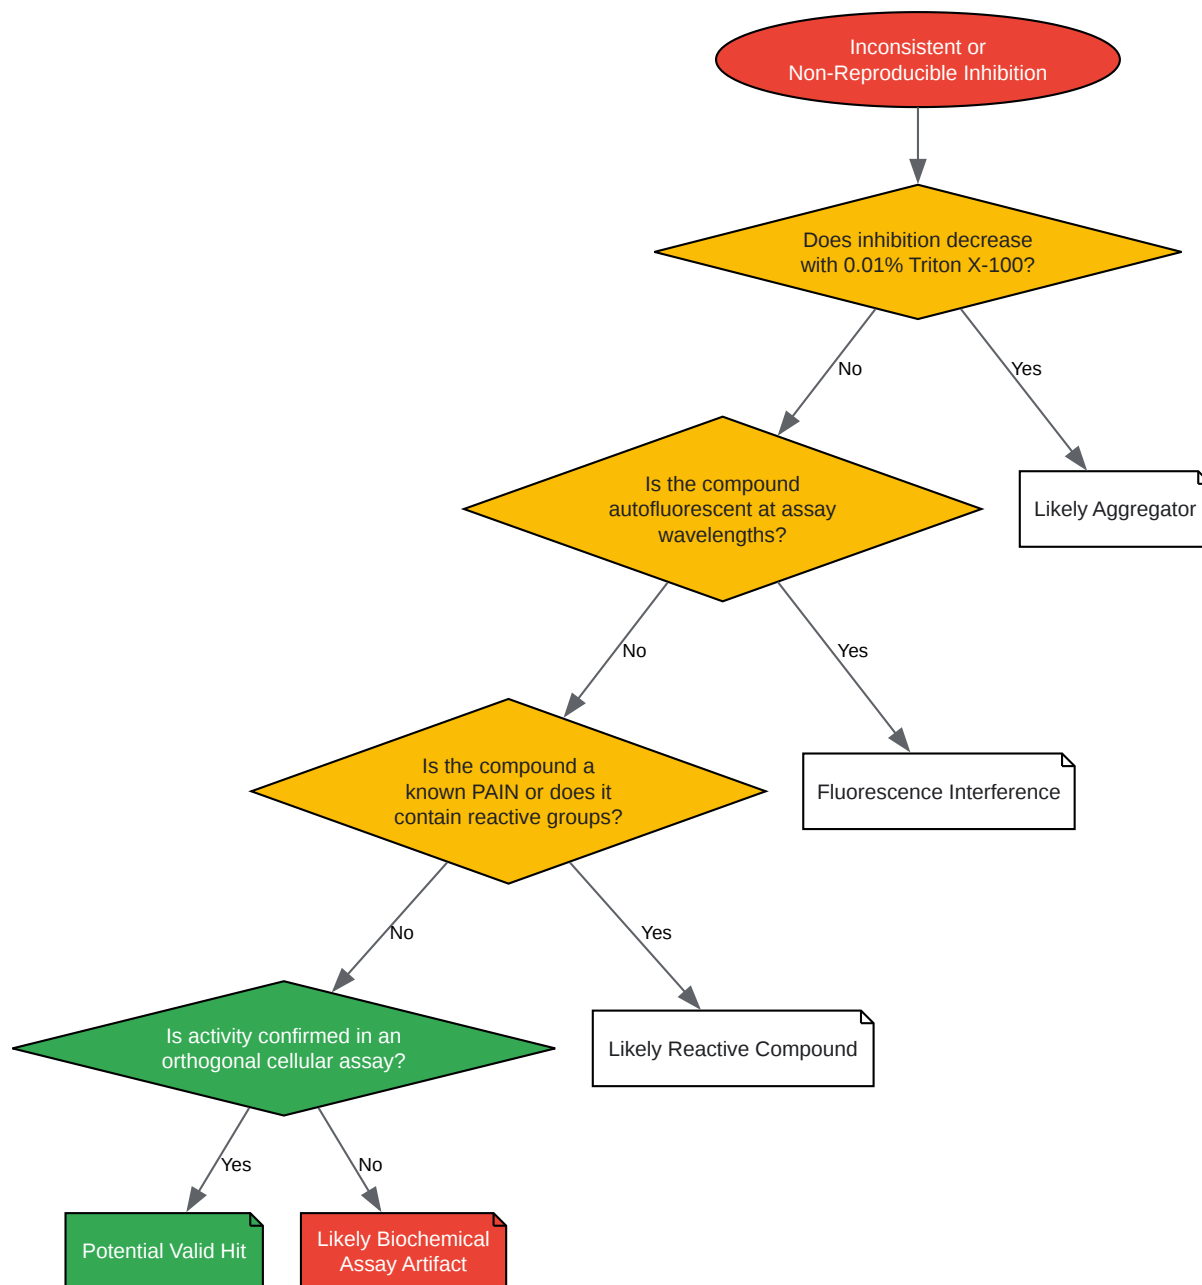 Inconsistent or
Non-Reproducible Inhibition
Does inhibition decrease
with 0.01% Triton X-100?
No
Yes
Is the compound
autofluorescent at assay
wavelengths?
Likely Aggregator
No
Yes
Is the compound a
known PAIN or does it
contain reactive groups?
Fluorescence Interference
No
Yes
Is activity confirmed in an
orthogonal cellular assay?
Likely Reactive Compound
Yes
No
Potential Valid Hit
Likely Biochemical
Assay Artifact